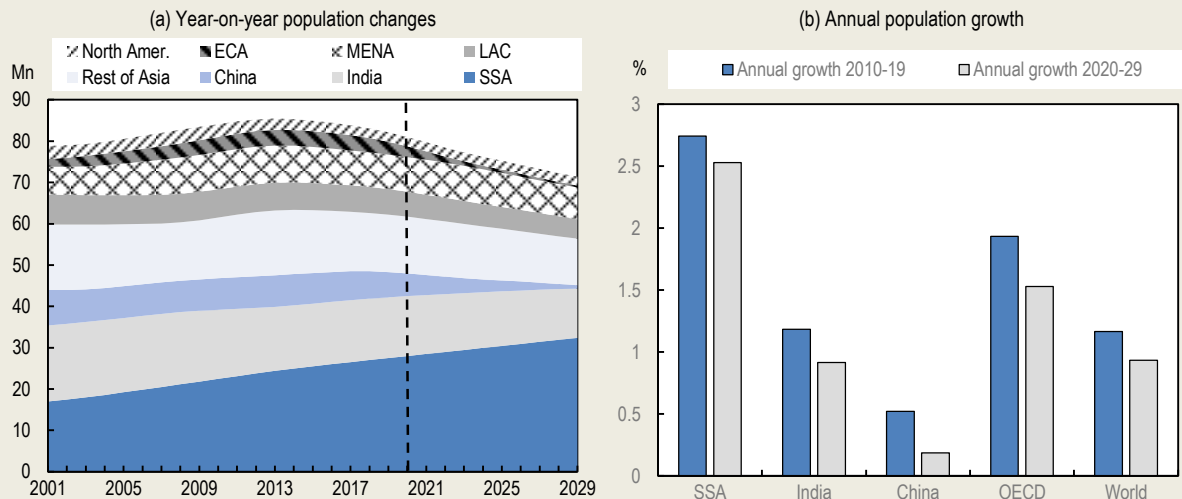 (a) Year-on-year population changes
North Amer. ECA MENA LAC
Rest of Asia China India SSA
Mn
90
80
70
60
50
40
30
20
10
0
2001 2005 2009 2013 2017 2021 2025 2029
(b) Annual population growth
% Annual growth 2010-19 Annual growth 2020-29
3
2.5
2
1.5
1
0.5
0
SSA India China OECD World